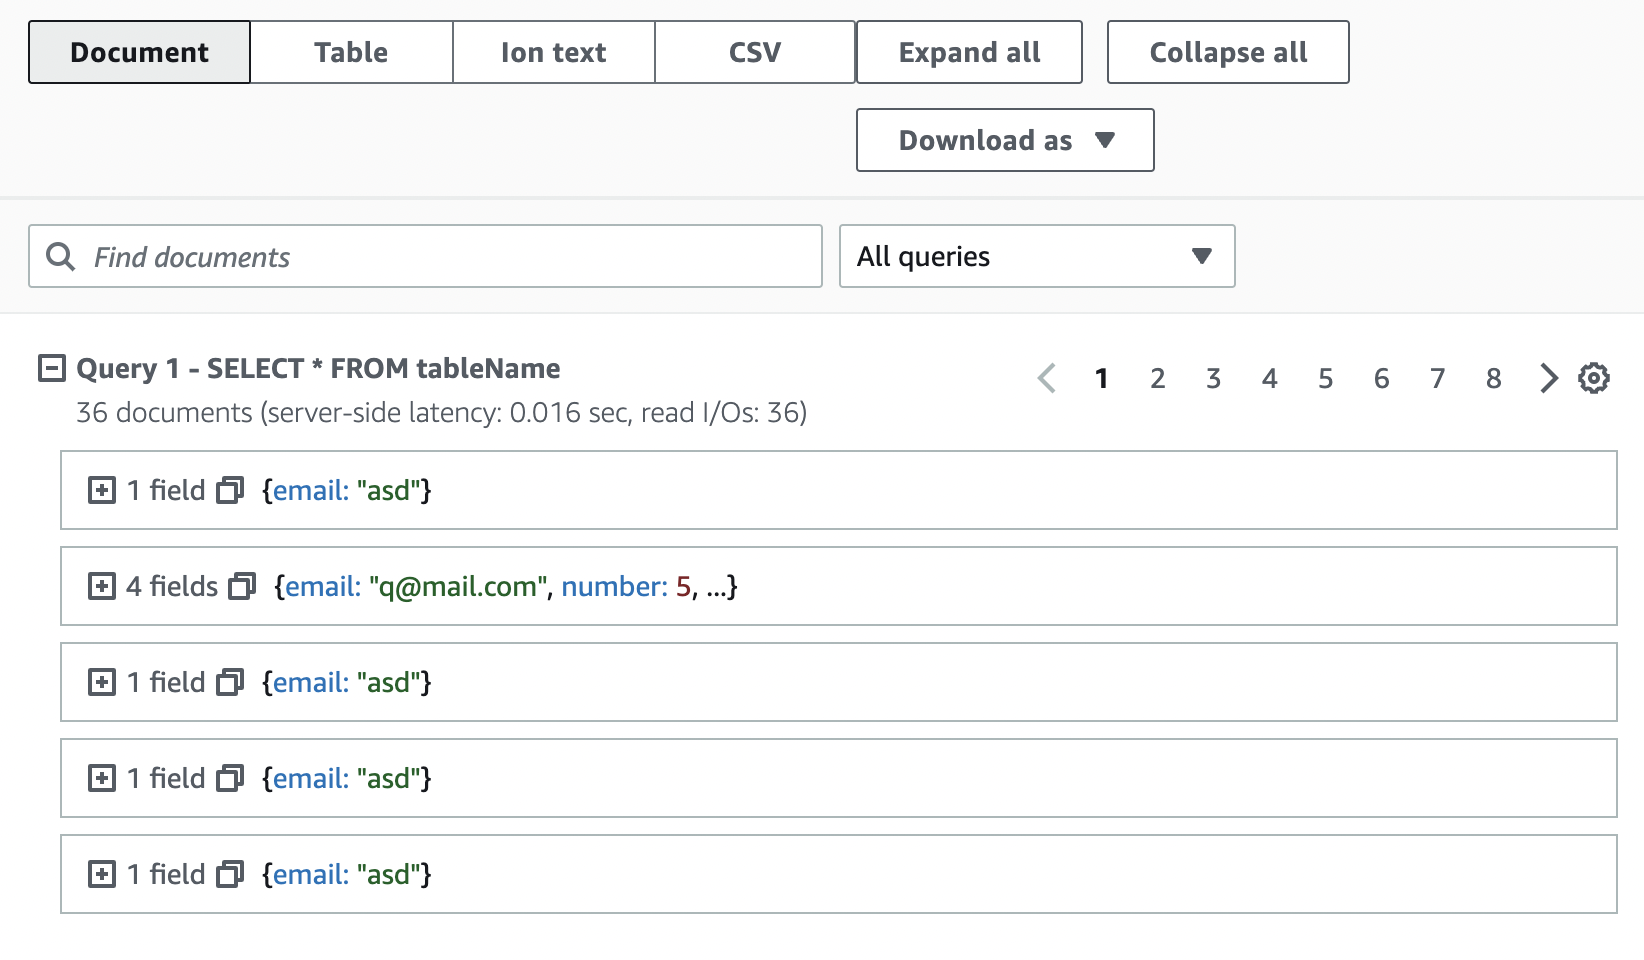 Document Table Ion text CSV Expand all Collapse all
Download as
Find documents All queries
Query 1 - SELECT * FROM tableName
1 2 3 4 5 6 7 8
36 documents (server-side latency: 0.016 sec, read I/Os: 36)
1 field {email: "asd"}
4 fields {email: "q@mail.com", number: 5, ...}
1 field {email: "asd"}
1 field {email: "asd"}
1 field {email: "asd"}